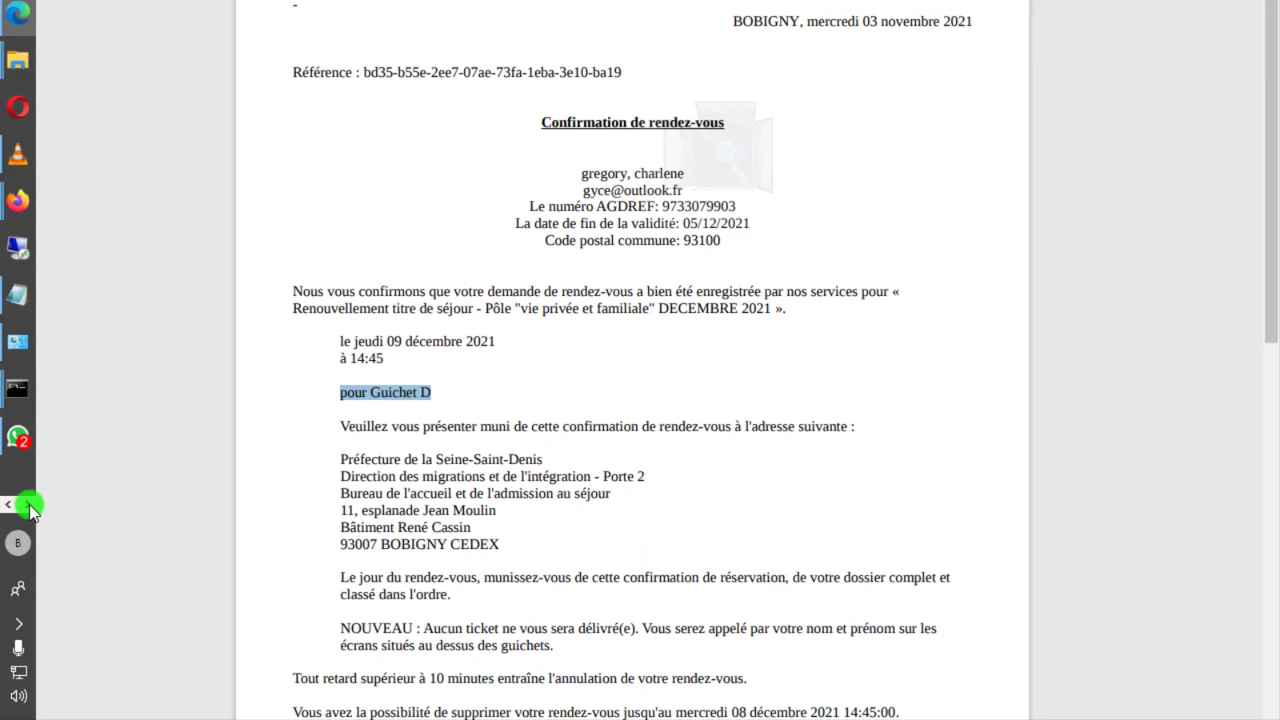 -
BOBIGNY, mercredi 03 novembre 2021
Référence : bd35-b55e-2ee7-07ae-73fa-1eba-3e10-ba19
Confirmation de rendez-vous
gregory, charlene
gyce@outlook.fr
Le numéro AGDREF: 9733079903
La date de fin de la validité: 05/12/2021
Code postal commune: 93100
Nous vous confirmons que votre demande de rendez-vous a bien été enregistrée par nos services pour «
Renouvellement titre de séjour - Pôle "vie privée et familiale" DECEMBRE 2021 ».
le jeudi 09 décembre 2021
à 14:45
pour Guichet D
Veuillez vous présenter muni de cette confirmation de rendez-vous à l'adresse suivante :
Préfecture de la Seine-Saint-Denis
Direction des migrations et de l'intégration - Porte 2
Bureau de l'accueil et de l'admission au séjour
11, esplanade Jean Moulin
Bâtiment René Cassin
93007 BOBIGNY CEDEX
Le jour du rendez-vous, munissez-vous de cette confirmation de réservation, de votre dossier complet et
classé dans l'ordre.
NOUVEAU : Aucun ticket ne vous sera délivré(e). Vous serez appelé par votre nom et prénom sur les
écrans situés au dessus des guichets.
Tout retard supérieur à 10 minutes entraîne l'annulation de votre rendez-vous.
Vous avez la possibilité de supprimer votre rendez-vous jusqu'au mercredi 08 décembre 2021 14:45:00.
2
B